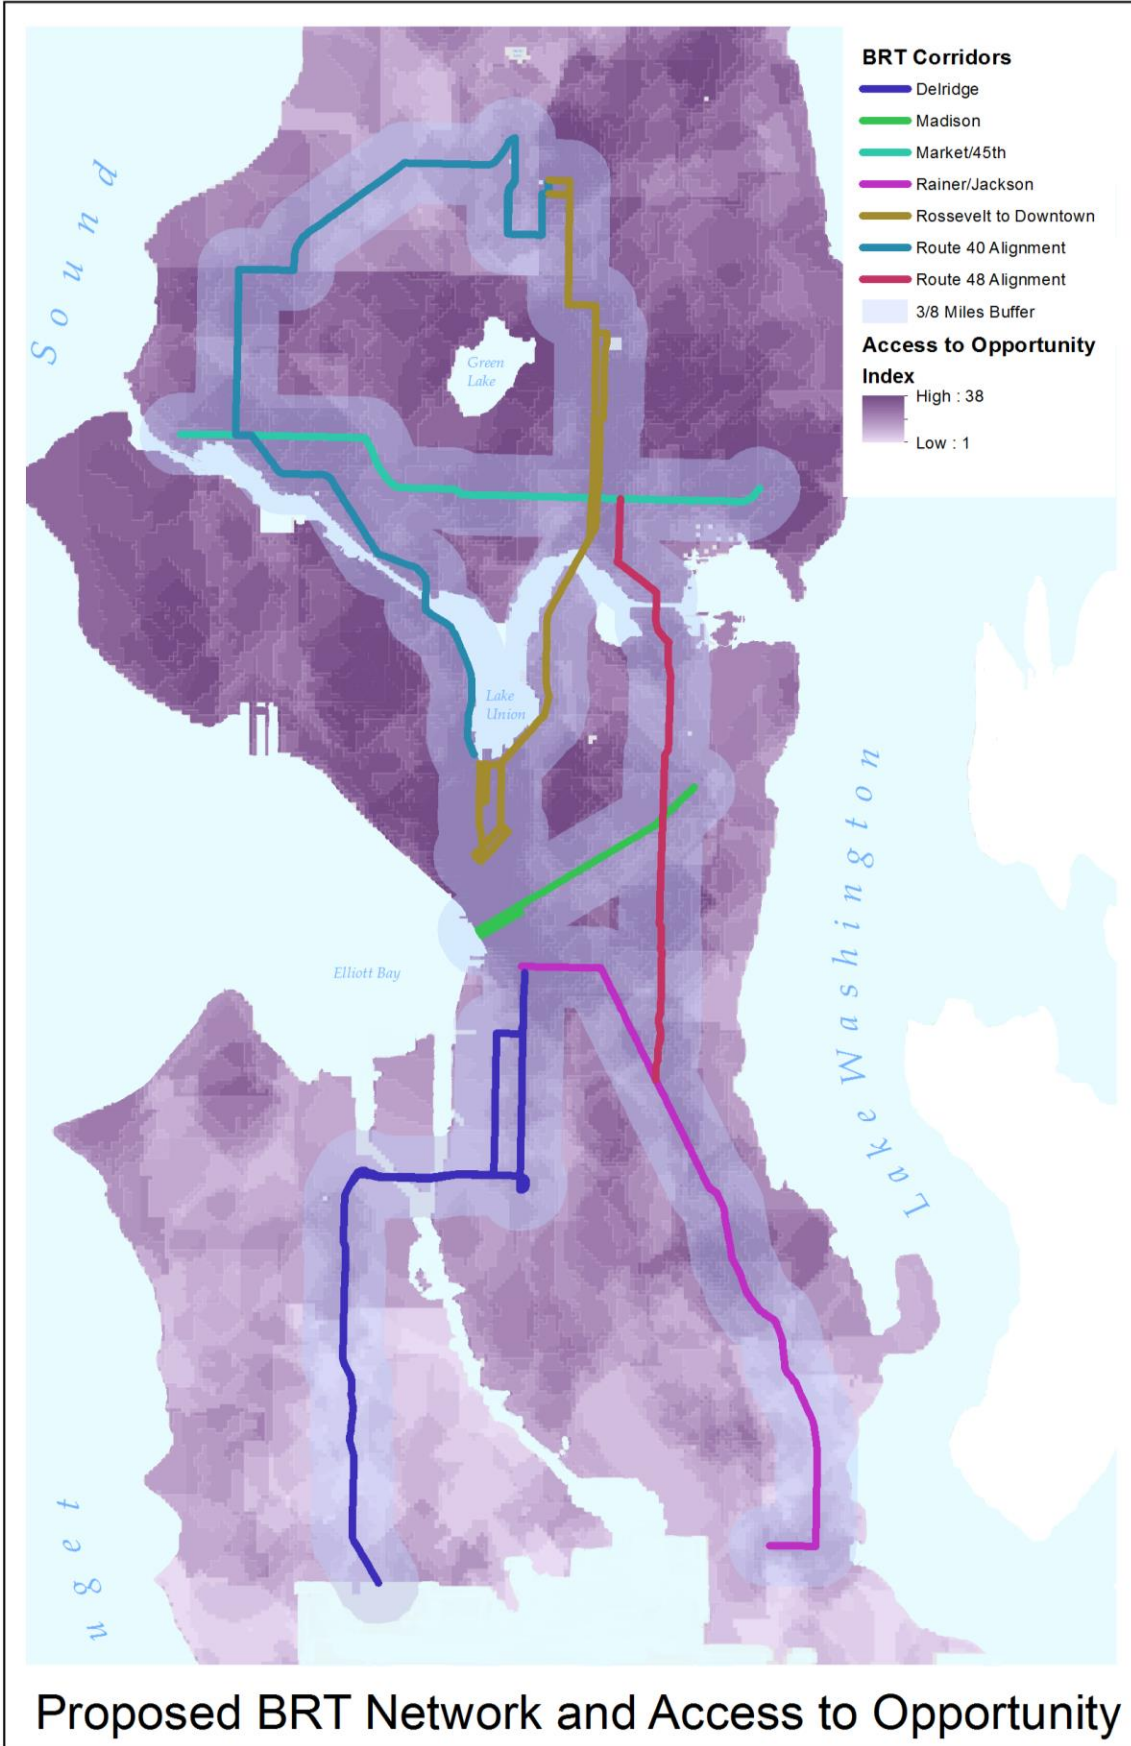 BRT Corridors
Delridge
Madison
Market/45th
Rainer/Jackson
Rossevelt to Downtown
Route 40 Alignment
Route 48 Alignment
3/8 Miles Buffer
Access to Opportunity
Index
High : 38
Low : 1
Sound
Green
Lake
Lake
Union
Elliott Bay
Lake Washington
uget
Proposed BRT Network and Access to Opportunity